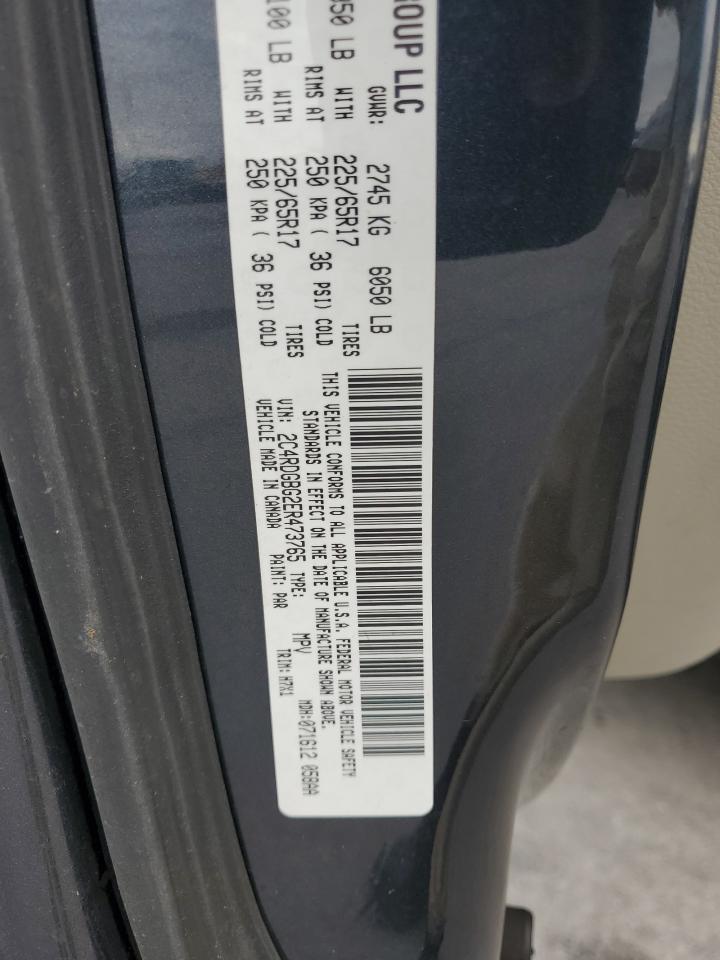 GROUP LLC
GVWR: 2745 KG 6050 LB
LB WITH 225/65R17 TIRES
RIMS AT 250 KPA ( 36 PSI) COLD
LB WITH 225/65R17 TIRES
RIMS AT 250 KPA ( 36 PSI) COLD
THIS VEHICLE CONFORMS TO ALL APPLICABLE U.S.A. FEDERAL MOTOR VEHICLE SAFETY
STANDARDS IN EFFECT ON THE DATE OF MANUFACTURE SHOWN ABOVE.
VIN: 2C4RDGBG2ER473765 TYPE: MPV MDH:071612 058AA
VEHICLE MADE IN CANADA PAINT: PAR TRIM: H7X1